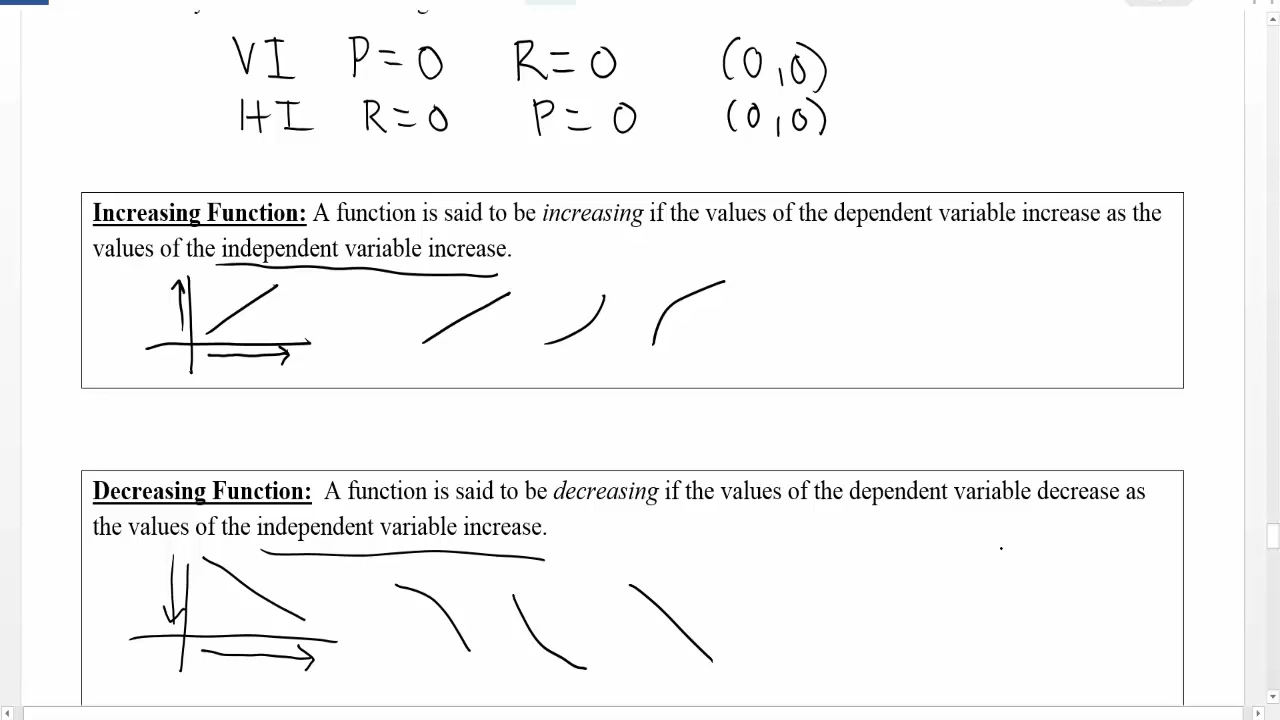 VI P=0 R=0 (0,0)
HI R=0 P=0 (0,0)
Increasing Function: A function is said to be increasing if the values of the dependent variable increase as the
values of the independent variable increase.
Decreasing Function: A function is said to be decreasing if the values of the dependent variable decrease as
the values of the independent variable increase.